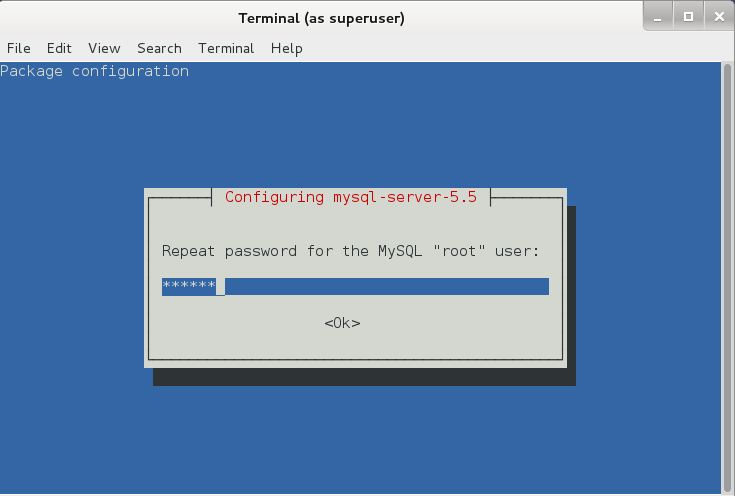 Terminal (as superuser)
File Edit View Search Terminal Help
Package configuration
Configuring mysql-server-5.5
Repeat password for the MySQL "root" user:
******_
<Ok>